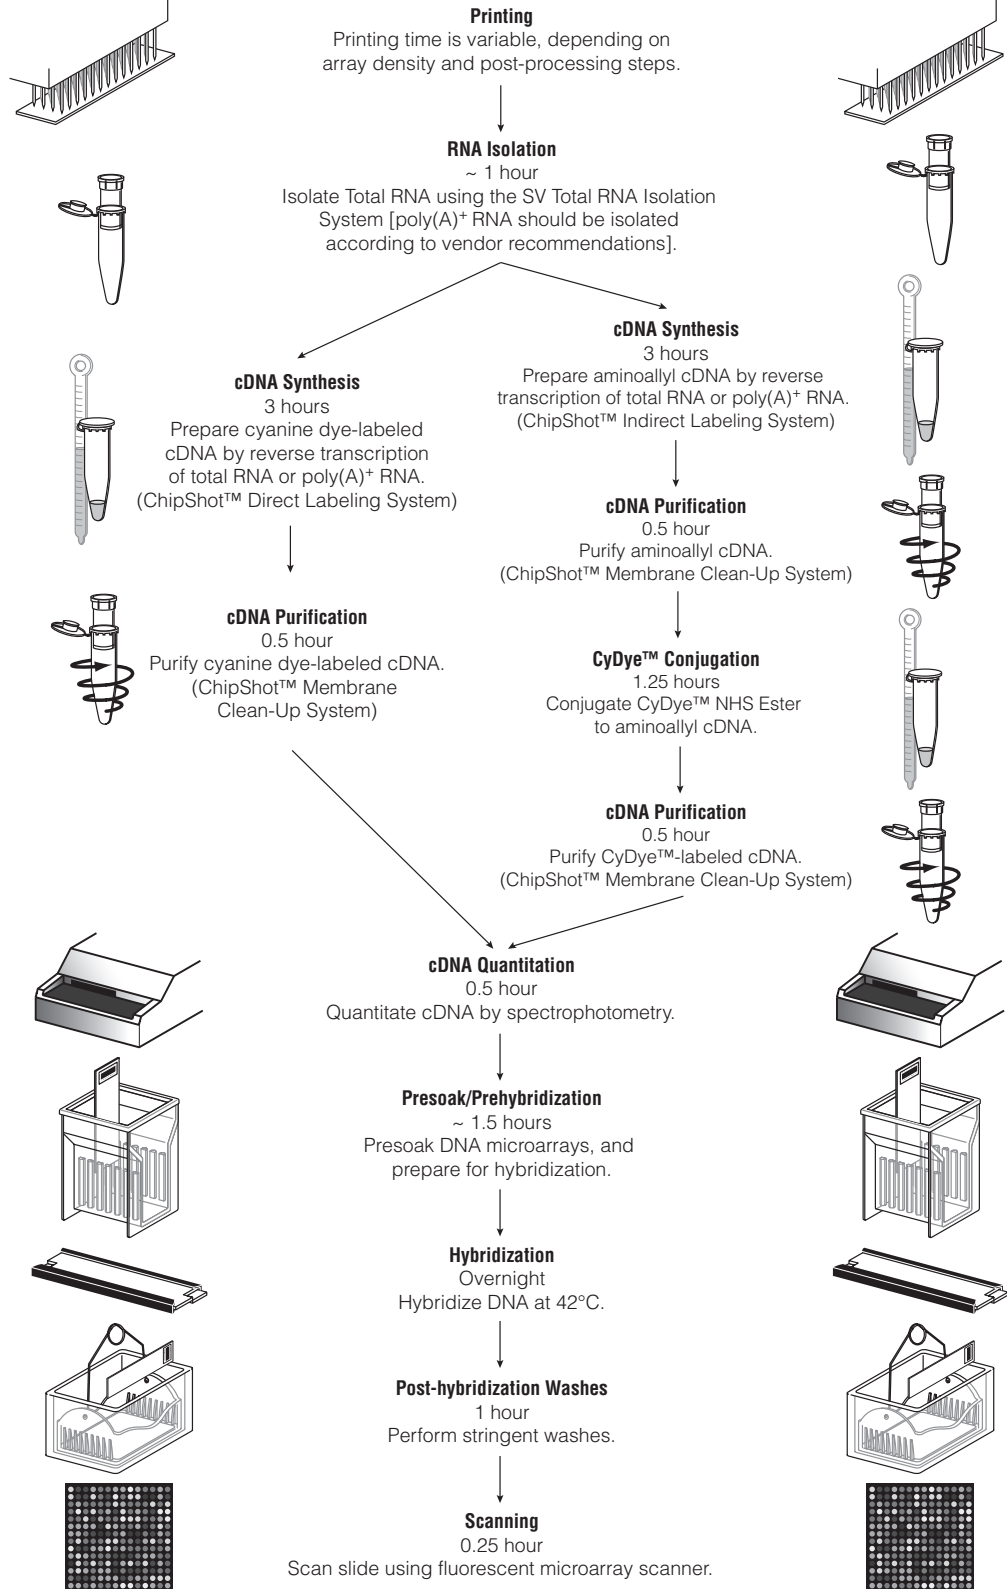 Printing
Printing time is variable, depending on
array density and post-processing steps.
RNA Isolation
~ 1 hour
Isolate Total RNA using the SV Total RNA Isolation
System [poly(A)+ RNA should be isolated
according to vendor recommendations].
cDNA Synthesis
3 hours
Prepare cyanine dye-labeled
cDNA by reverse transcription
of total RNA or poly(A)+ RNA.
(ChipShot™ Direct Labeling System)
cDNA Purification
0.5 hour
Purify cyanine dye-labeled cDNA.
(ChipShot™ Membrane
Clean-Up System)
cDNA Synthesis
3 hours
Prepare aminoallyl cDNA by reverse
transcription of total RNA or poly(A)+ RNA.
(ChipShot™ Indirect Labeling System)
cDNA Purification
0.5 hour
Purify aminoallyl cDNA.
(ChipShot™ Membrane Clean-Up System)
CyDye™ Conjugation
1.25 hours
Conjugate CyDye™ NHS Ester
to aminoallyl cDNA.
cDNA Purification
0.5 hour
Purify CyDye™-labeled cDNA.
(ChipShot™ Membrane Clean-Up System)
cDNA Quantitation
0.5 hour
Quantitate cDNA by spectrophotometry.
Presoak/Prehybridization
~ 1.5 hours
Presoak DNA microarrays, and
prepare for hybridization.
Hybridization
Overnight
Hybridize DNA at 42°C.
Post-hybridization Washes
1 hour
Perform stringent washes.
Scanning
0.25 hour
Scan slide using fluorescent microarray scanner.